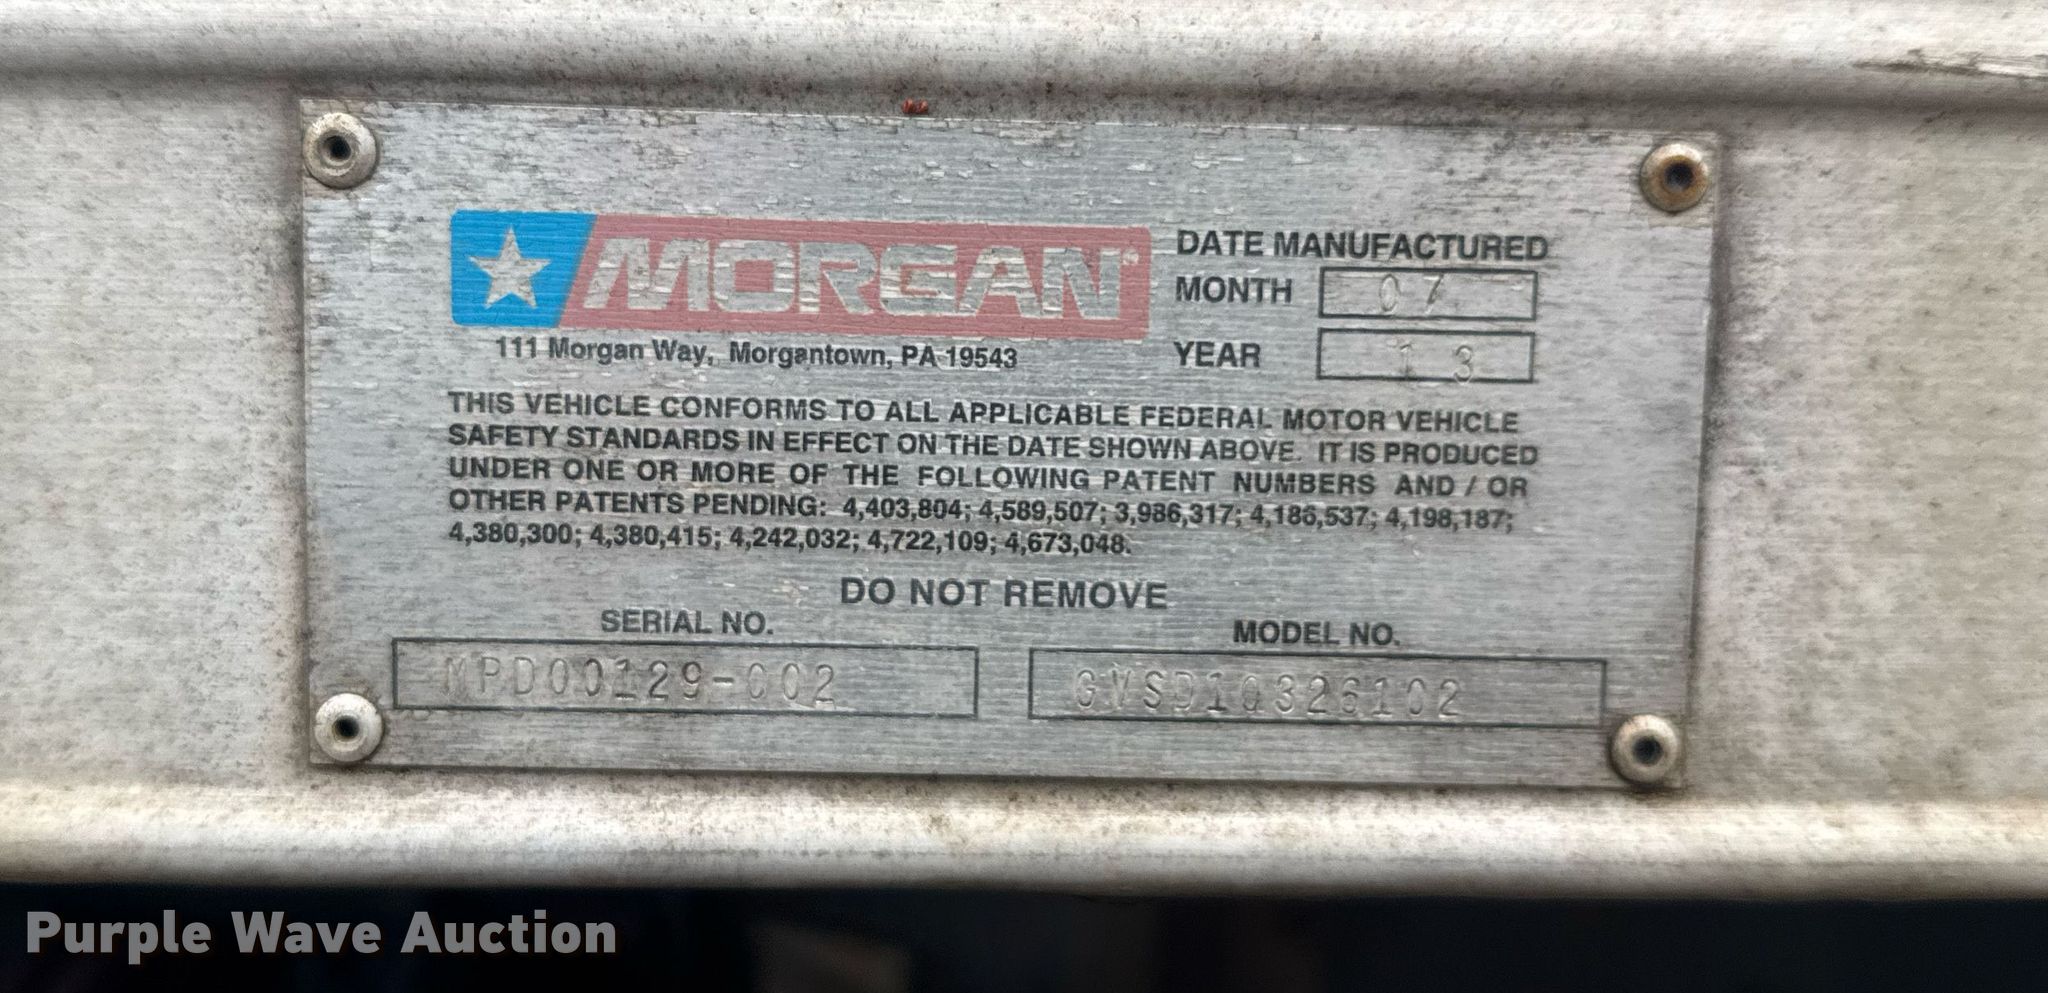 MORGAN
DATE MANUFACTURED
MONTH 07
YEAR 13
111 Morgan Way, Morgantown, PA 19543
THIS VEHICLE CONFORMS TO ALL APPLICABLE FEDERAL MOTOR VEHICLE
SAFETY STANDARDS IN EFFECT ON THE DATE SHOWN ABOVE. IT IS PRODUCED
UNDER ONE OR MORE OF THE FOLLOWING PATENT NUMBERS AND / OR
OTHER PATENTS PENDING: 4,403,804; 4,589,507; 3,986,317; 4,186,537; 4,198,187;
4,380,300; 4,380,415; 4,242,032; 4,722,109; 4,673,048.
DO NOT REMOVE
SERIAL NO.
MPD00129-002
MODEL NO.
GVSD10326102
Purple Wave Auction